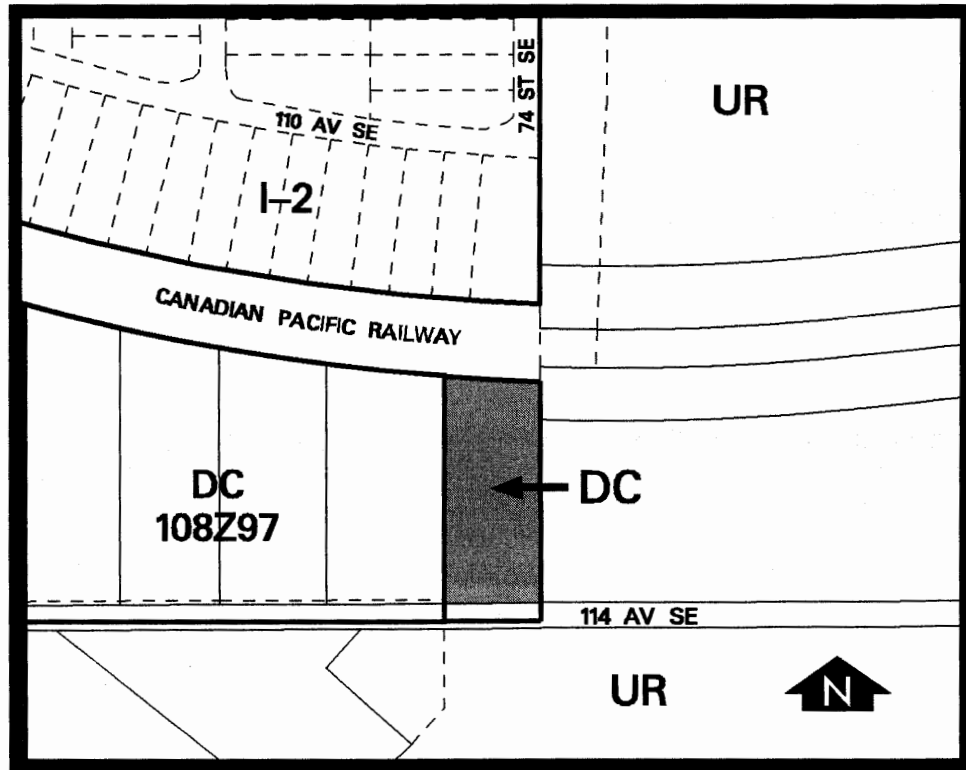 74 ST SE
UR
110 AV SE
I-2
CANADIAN PACIFIC RAILWAY
DC
108Z97
DC
114 AV SE
UR
N